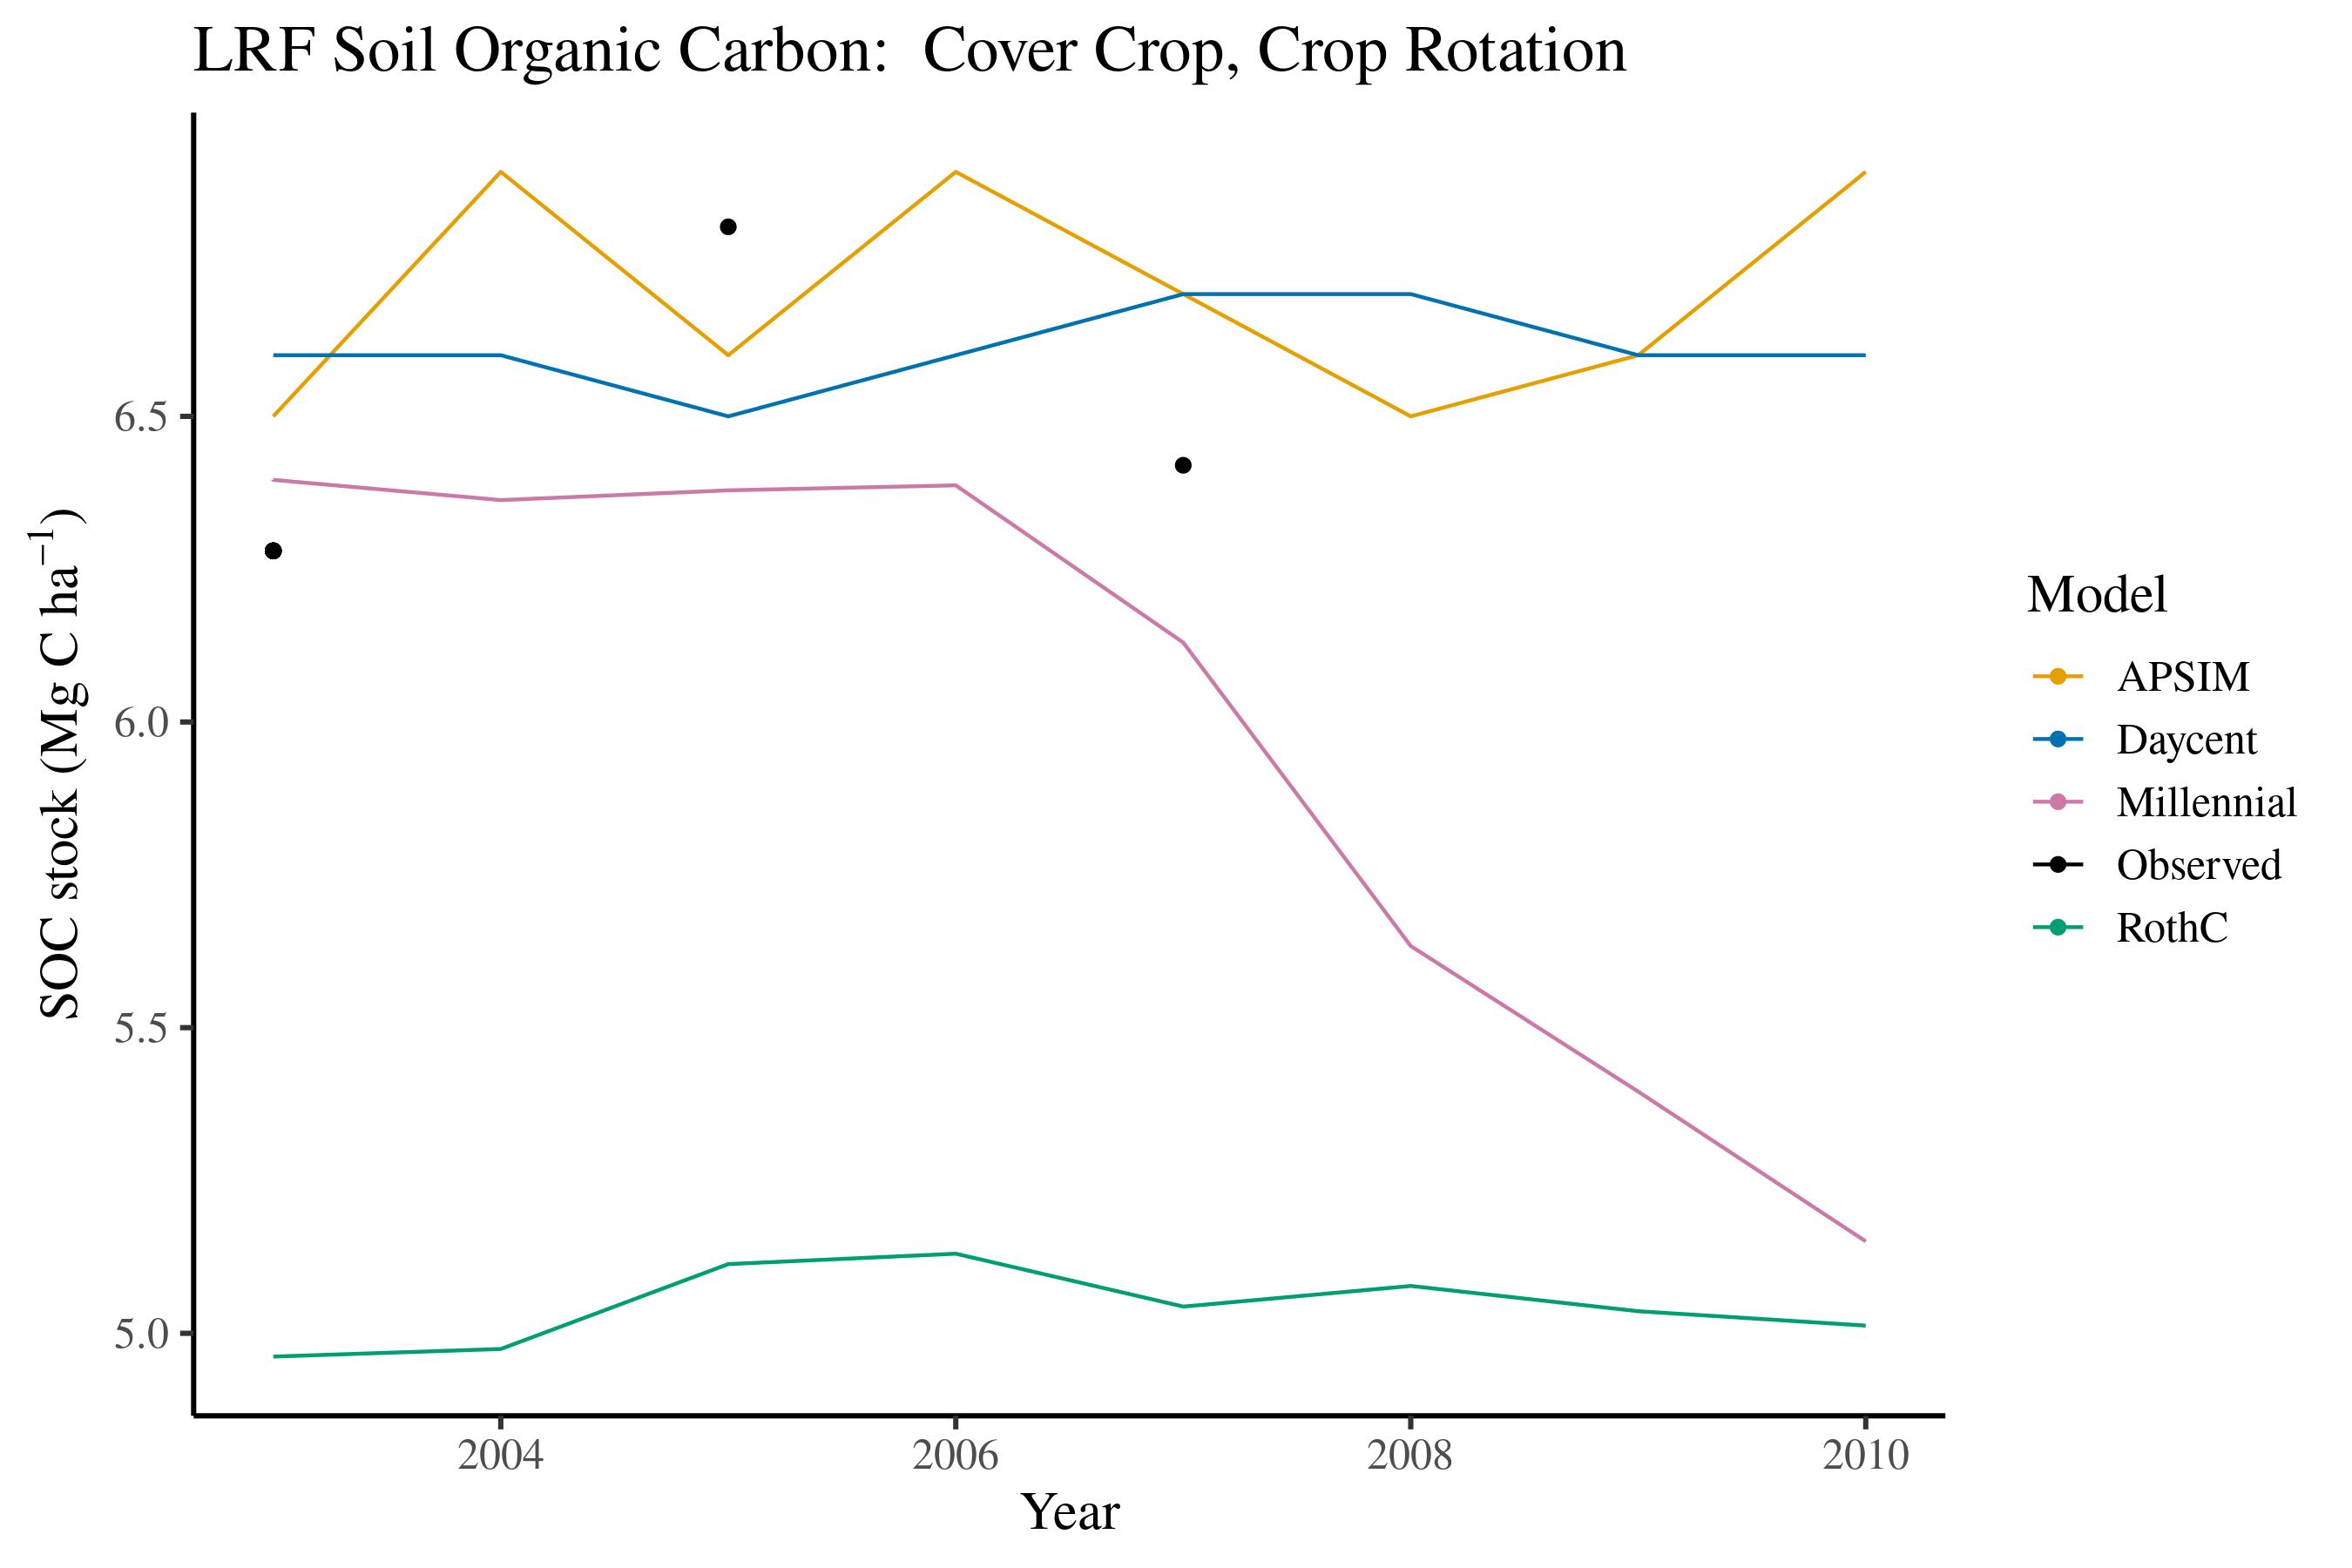 LRF Soil Organic Carbon:  Cover Crop, Crop Rotation
SOC stock (Mg C ha⁻¹)
6.5
6.0
5.5
5.0
2004 2006 2008 2010
Year
Model
APSIM
Daycent
Millennial
Observed
RothC